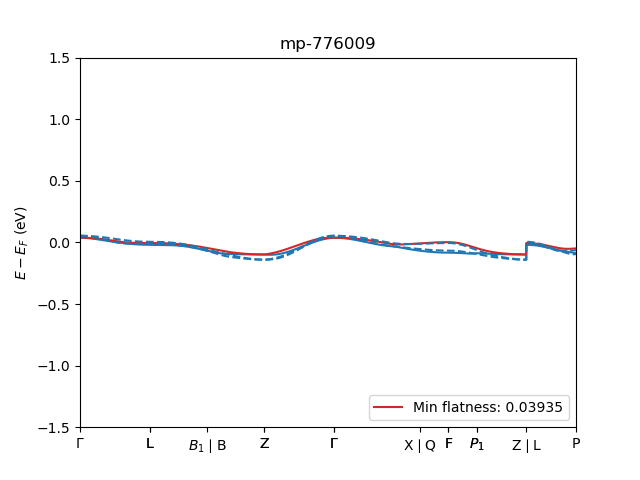 mp-776009
1.5
1.0
0.5
0.0
−0.5
−1.0
−1.5
E − E_F (eV)
Min flatness: 0.03935
Γ L B₁ | B Z Γ X | Q F P₁ Z | L P